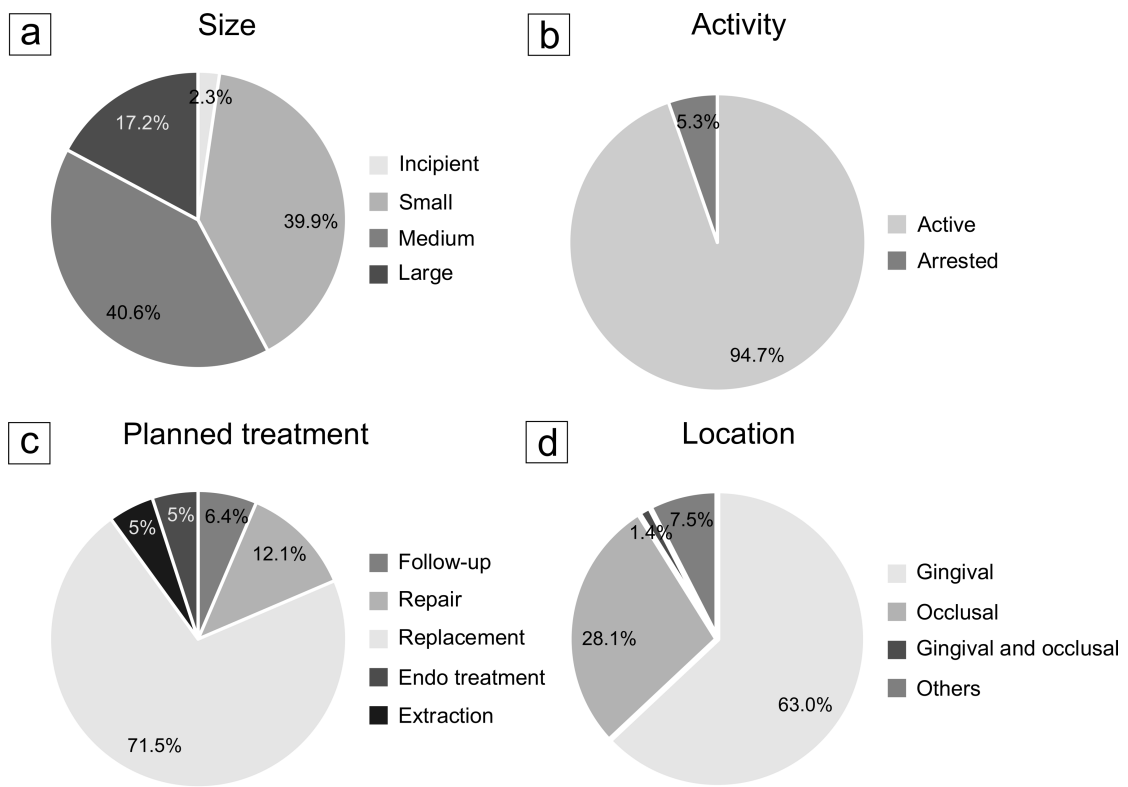 a
Size
2.3%
17.2%
39.9%
40.6%
Incipient
Small
Medium
Large
b
Activity
5.3%
94.7%
Active
Arrested
c
Planned treatment
5%
5%
6.4%
12.1%
71.5%
Follow-up
Repair
Replacement
Endo treatment
Extraction
d
Location
1.4%
7.5%
28.1%
63.0%
Gingival
Occlusal
Gingival and occlusal
Others